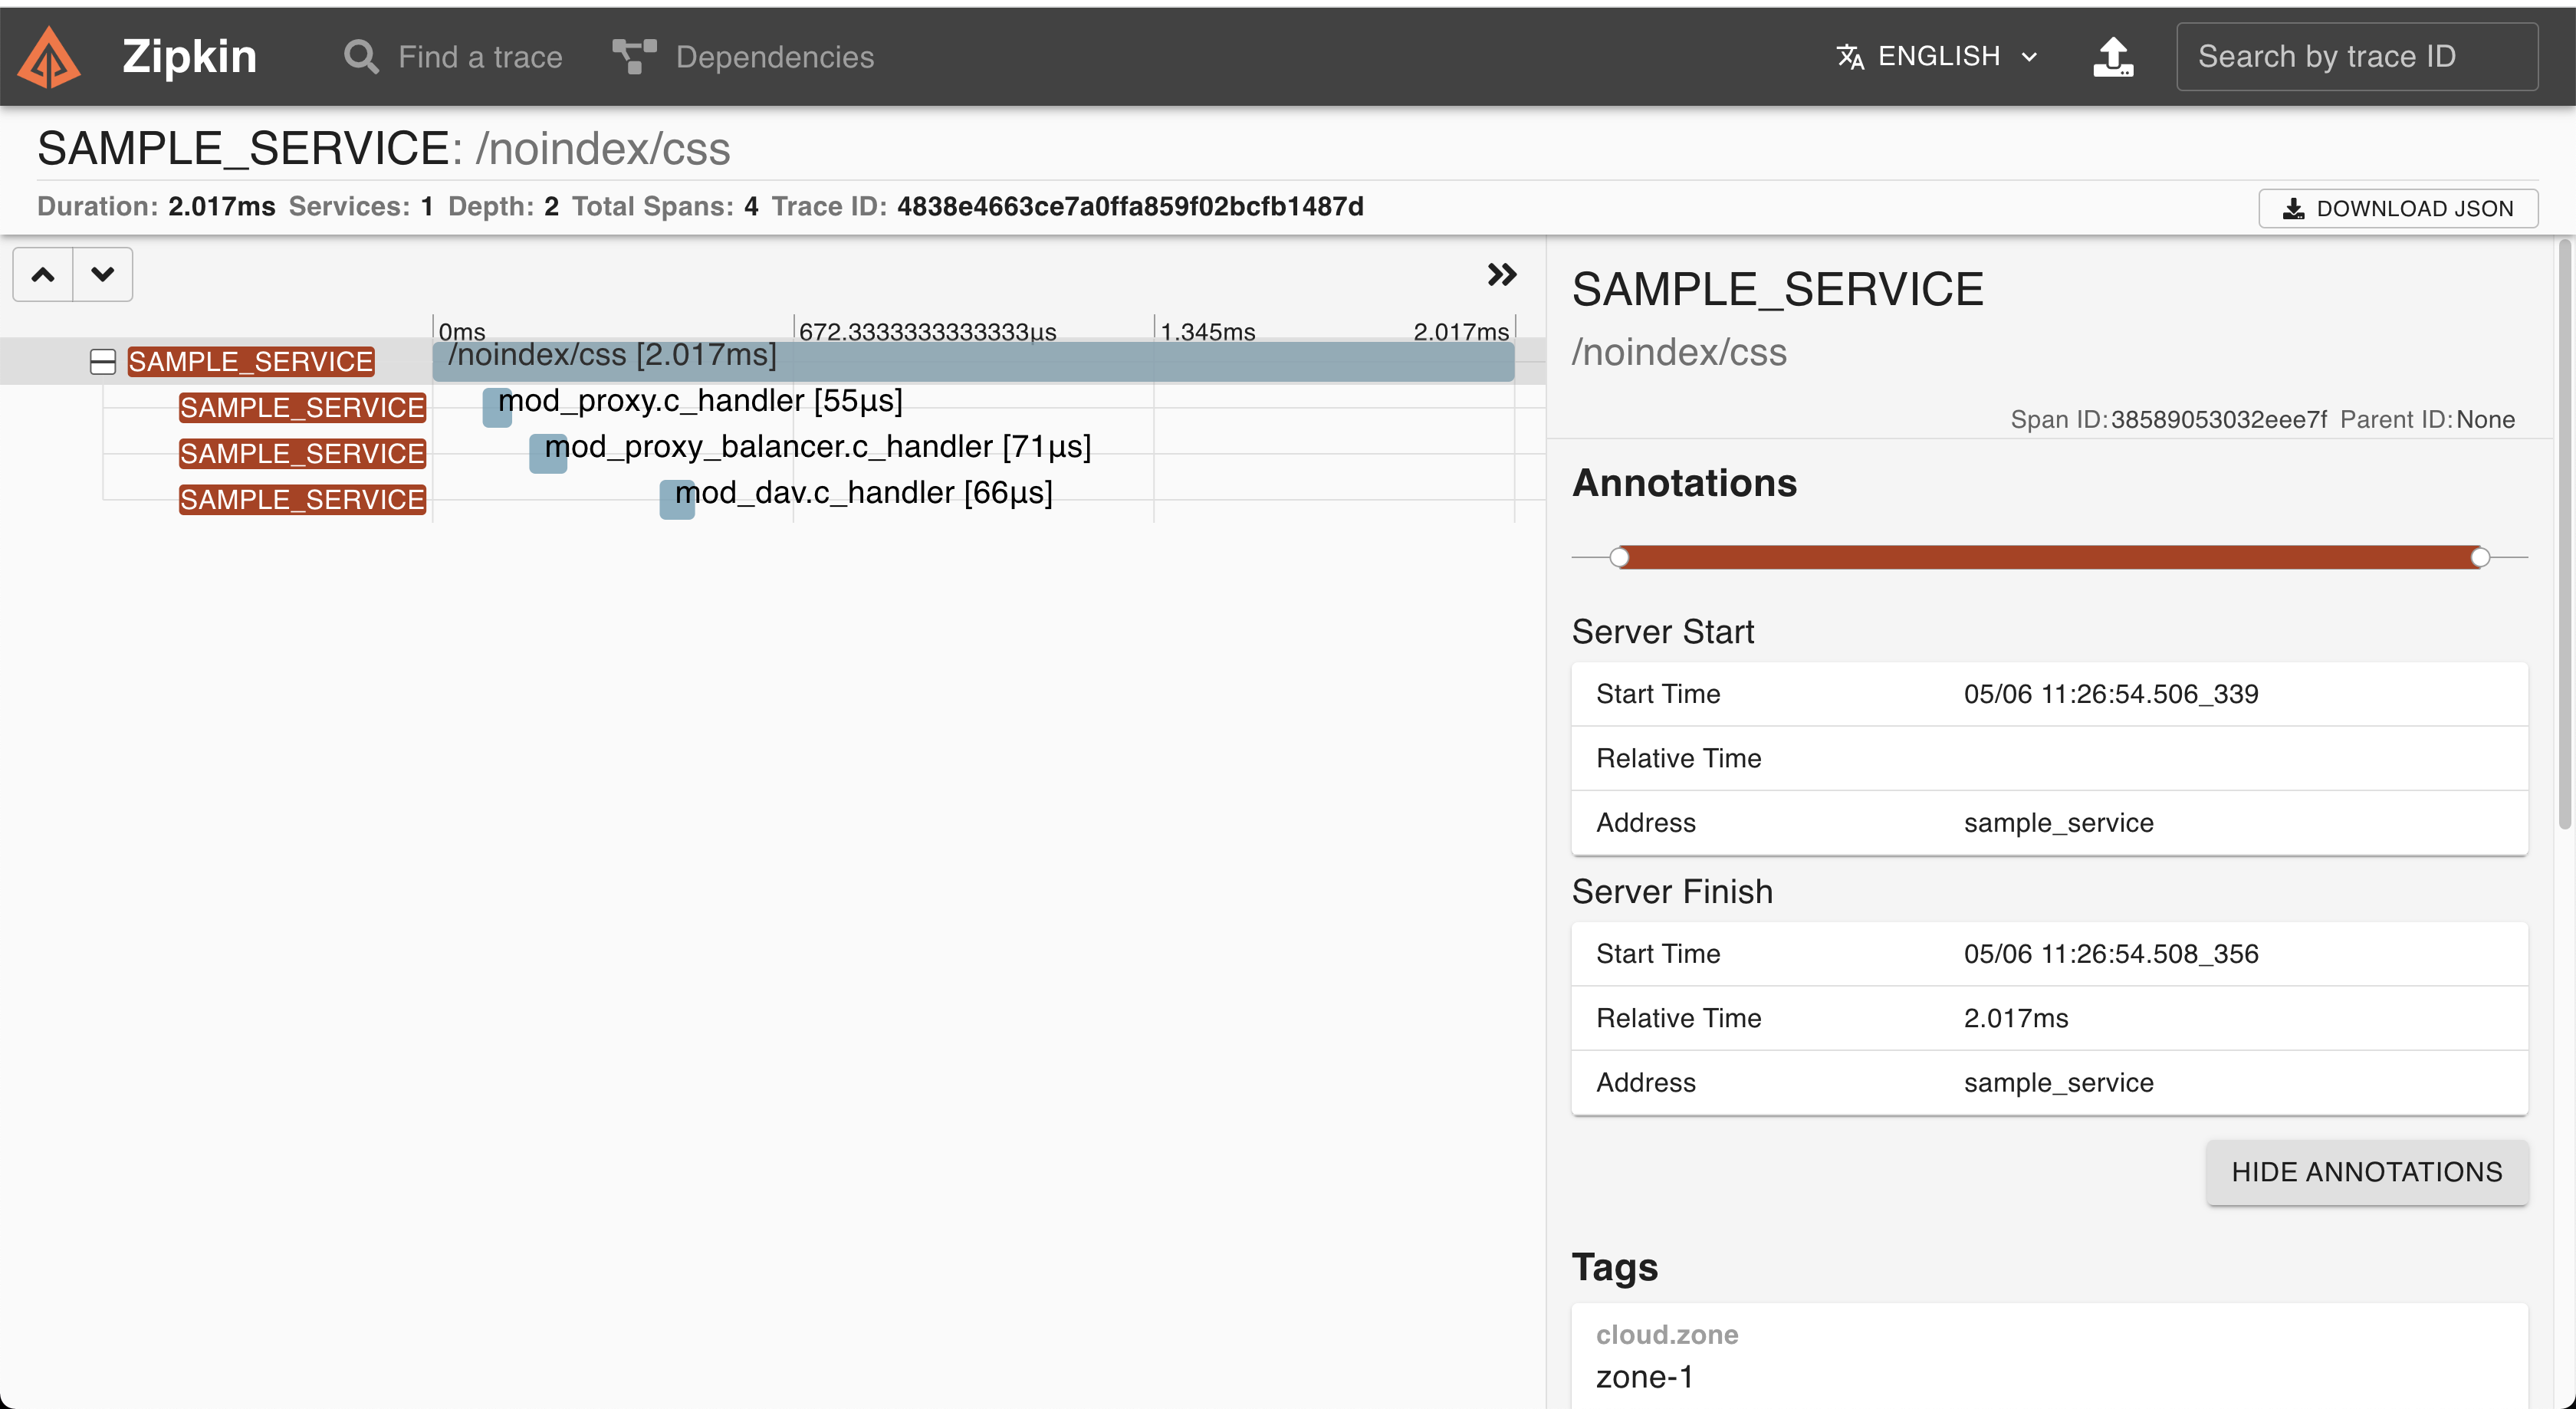 Zipkin Find a trace Dependencies ENGLISH Search by trace ID
SAMPLE_SERVICE: /noindex/css
Duration: 2.017ms Services: 1 Depth: 2 Total Spans: 4 Trace ID: 4838e4663ce7a0ffa859f02bcfb1487d DOWNLOAD JSON
0ms 672.3333333333333μs 1.345ms 2.017ms
SAMPLE_SERVICE /noindex/css [2.017ms]
SAMPLE_SERVICE mod_proxy.c_handler [55μs]
SAMPLE_SERVICE mod_proxy_balancer.c_handler [71μs]
SAMPLE_SERVICE mod_dav.c_handler [66μs]
SAMPLE_SERVICE
/noindex/css
Span ID: 38589053032eee7f Parent ID: None
Annotations
Server Start
Start Time 05/06 11:26:54.506_339
Relative Time
Address sample_service
Server Finish
Start Time 05/06 11:26:54.508_356
Relative Time 2.017ms
Address sample_service
HIDE ANNOTATIONS
Tags
cloud.zone
zone-1